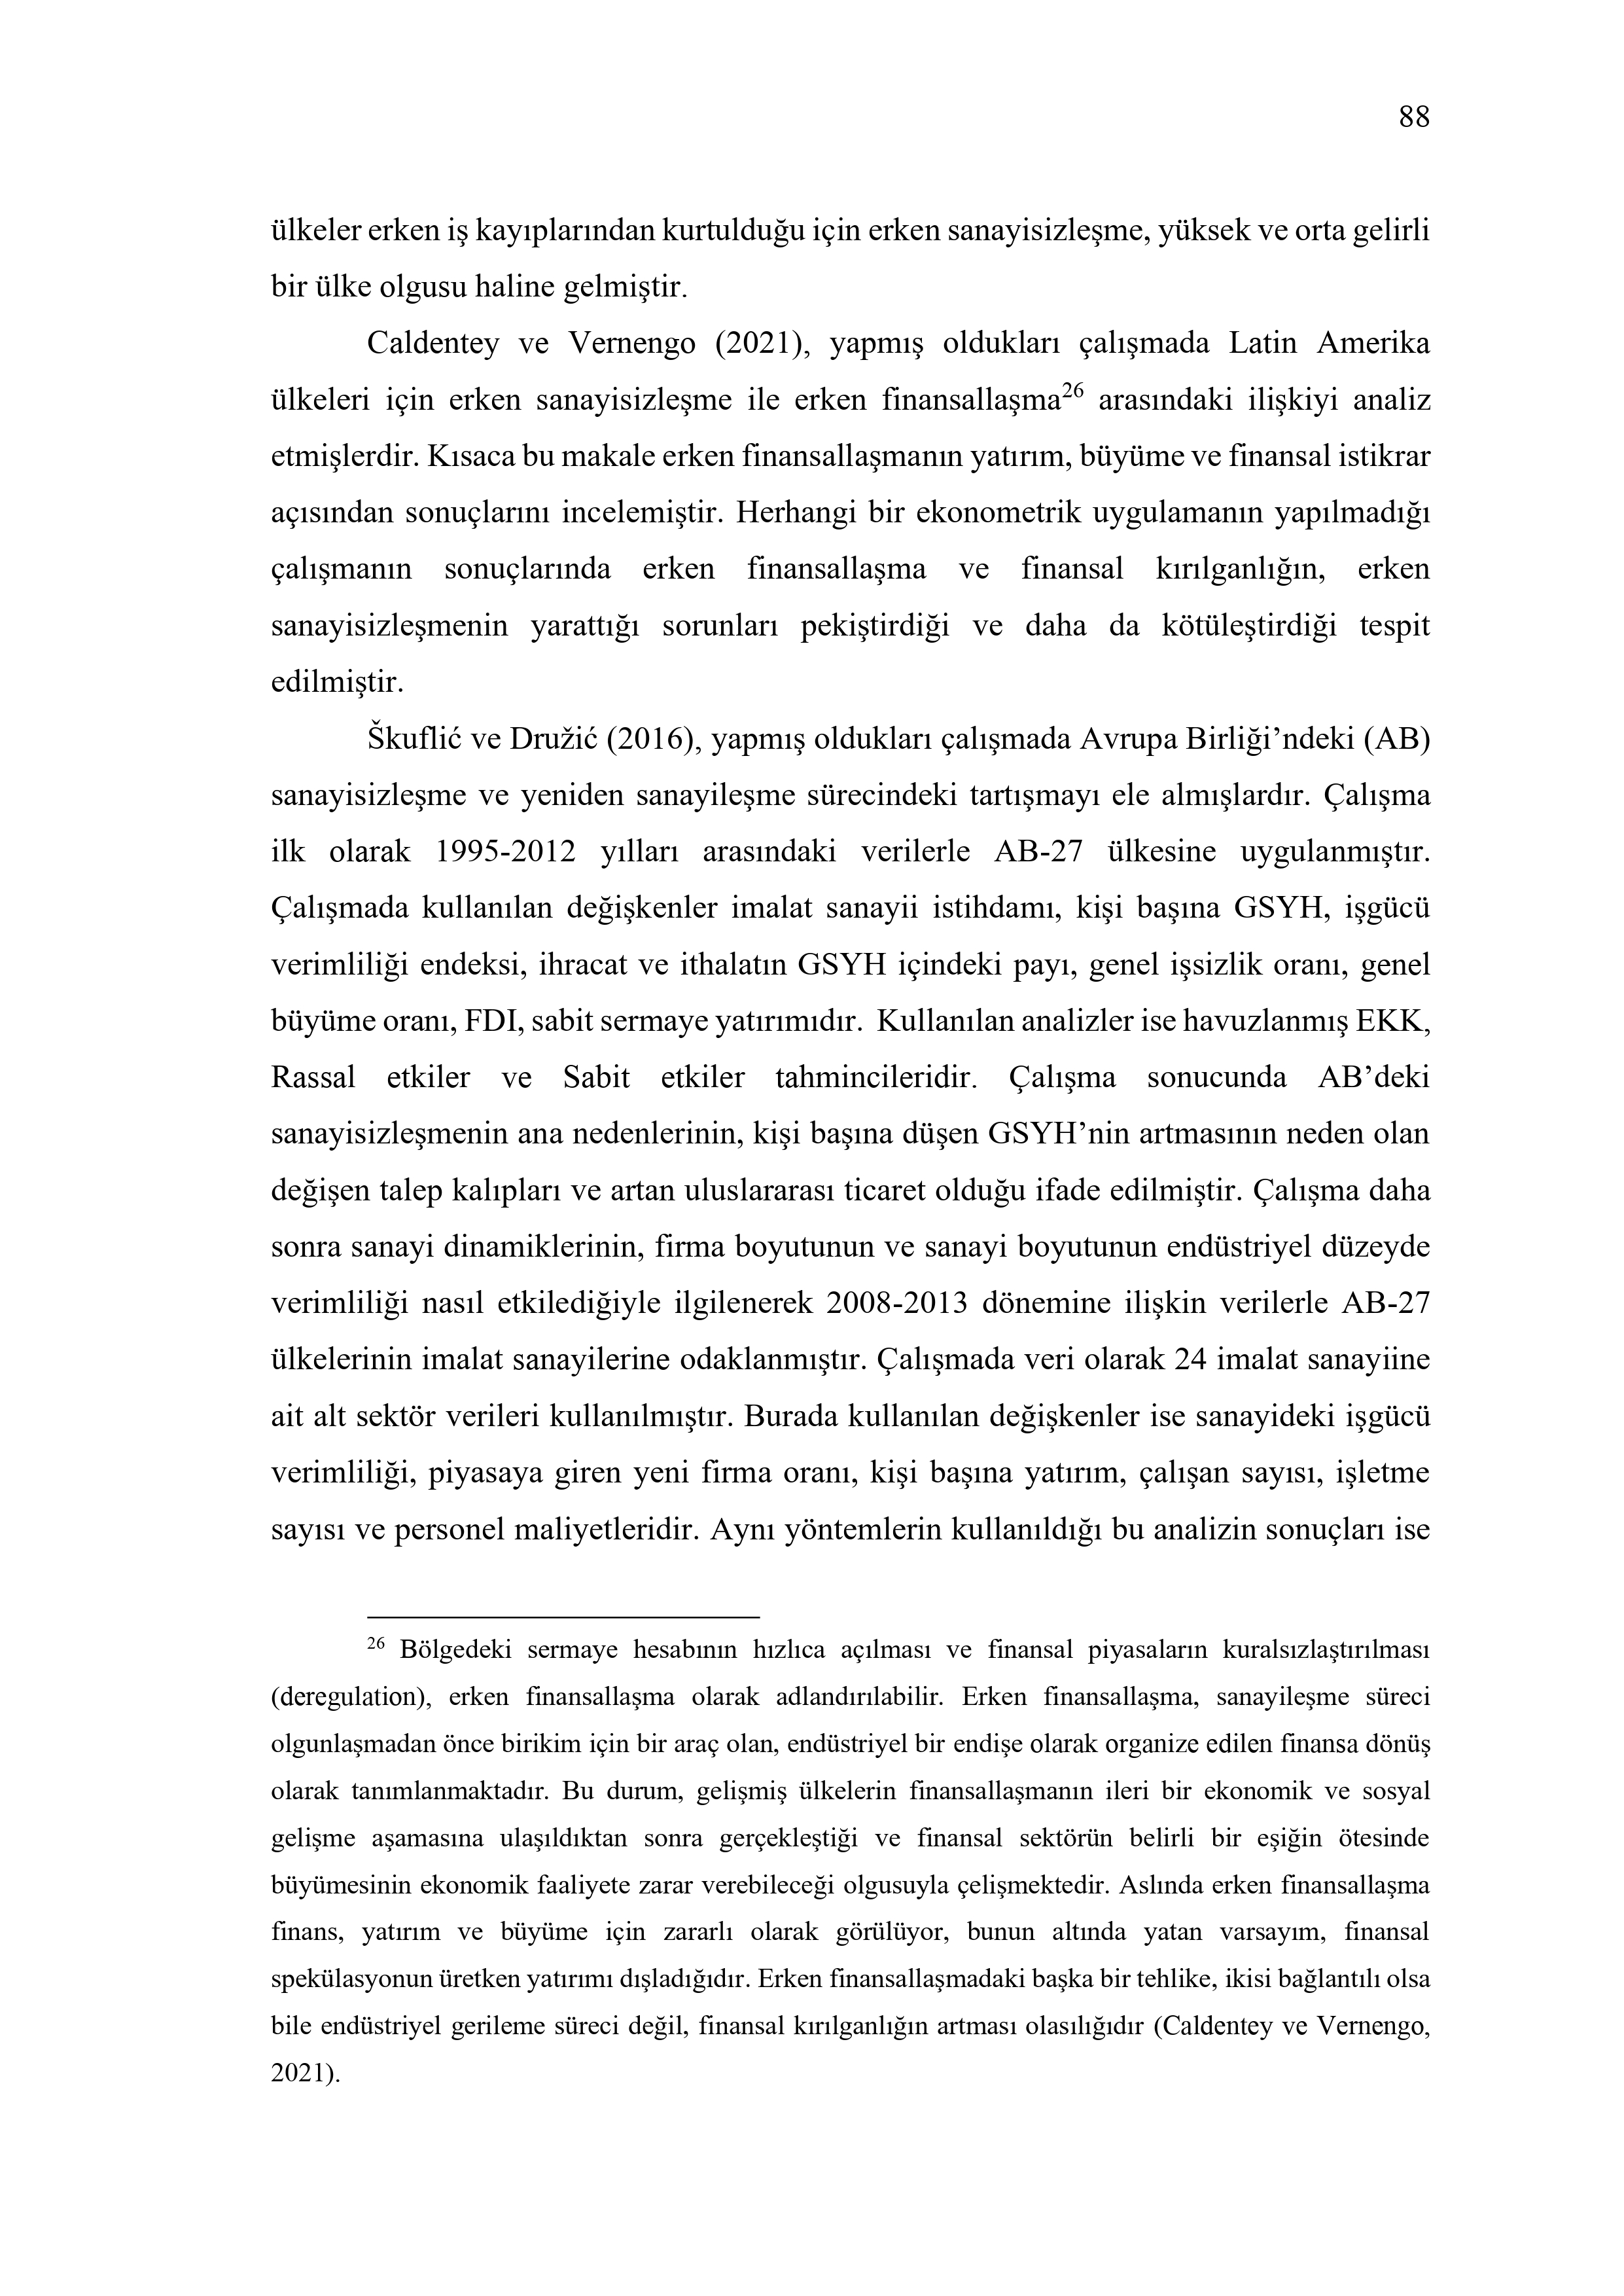 88
ülkeler erken iş kayıplarından kurtulduğu için erken sanayisizleşme, yüksek ve orta gelirli
bir ülke olgusu haline gelmiştir.
Caldentey ve Vernengo (2021), yapmış oldukları çalışmada Latin Amerika
ülkeleri için erken sanayisizleşme ile erken finansallaşma26 arasındaki ilişkiyi analiz
etmişlerdir. Kısaca bu makale erken finansallaşmanın yatırım, büyüme ve finansal istikrar
açısından sonuçlarını incelemiştir. Herhangi bir ekonometrik uygulamanın yapılmadığı
çalışmanın sonuçlarında erken finansallaşma ve finansal kırılganlığın, erken
sanayisizleşmenin yarattığı sorunları pekiştirdiği ve daha da kötüleştirdiği tespit
edilmiştir.
Škuflić ve Družić (2016), yapmış oldukları çalışmada Avrupa Birliği’ndeki (AB)
sanayisizleşme ve yeniden sanayileşme sürecindeki tartışmayı ele almışlardır. Çalışma
ilk olarak 1995-2012 yılları arasındaki verilerle AB-27 ülkesine uygulanmıştır.
Çalışmada kullanılan değişkenler imalat sanayii istihdamı, kişi başına GSYH, işgücü
verimliliği endeksi, ihracat ve ithalatın GSYH içindeki payı, genel işsizlik oranı, genel
büyüme oranı, FDI, sabit sermaye yatırımıdır.  Kullanılan analizler ise havuzlanmış EKK,
Rassal etkiler ve Sabit etkiler tahmincileridir. Çalışma sonucunda AB’deki
sanayisizleşmenin ana nedenlerinin, kişi başına düşen GSYH’nin artmasının neden olan
değişen talep kalıpları ve artan uluslararası ticaret olduğu ifade edilmiştir. Çalışma daha
sonra sanayi dinamiklerinin, firma boyutunun ve sanayi boyutunun endüstriyel düzeyde
verimliliği nasıl etkilediğiyle ilgilenerek 2008-2013 dönemine ilişkin verilerle AB-27
ülkelerinin imalat sanayilerine odaklanmıştır. Çalışmada veri olarak 24 imalat sanayiine
ait alt sektör verileri kullanılmıştır. Burada kullanılan değişkenler ise sanayideki işgücü
verimliliği, piyasaya giren yeni firma oranı, kişi başına yatırım, çalışan sayısı, işletme
sayısı ve personel maliyetleridir. Aynı yöntemlerin kullanıldığı bu analizin sonuçları ise
26 Bölgedeki sermaye hesabının hızlıca açılması ve finansal piyasaların kuralsızlaştırılması
(deregulation), erken finansallaşma olarak adlandırılabilir. Erken finansallaşma, sanayileşme süreci
olgunlaşmadan önce birikim için bir araç olan, endüstriyel bir endişe olarak organize edilen finansa dönüş
olarak tanımlanmaktadır. Bu durum, gelişmiş ülkelerin finansallaşmanın ileri bir ekonomik ve sosyal
gelişme aşamasına ulaşıldıktan sonra gerçekleştiği ve finansal sektörün belirli bir eşiğin ötesinde
büyümesinin ekonomik faaliyete zarar verebileceği olgusuyla çelişmektedir. Aslında erken finansallaşma
finans, yatırım ve büyüme için zararlı olarak görülüyor, bunun altında yatan varsayım, finansal
spekülasyonun üretken yatırımı dışladığıdır. Erken finansallaşmadaki başka bir tehlike, ikisi bağlantılı olsa
bile endüstriyel gerileme süreci değil, finansal kırılganlığın artması olasılığıdır (Caldentey ve Vernengo,
2021).